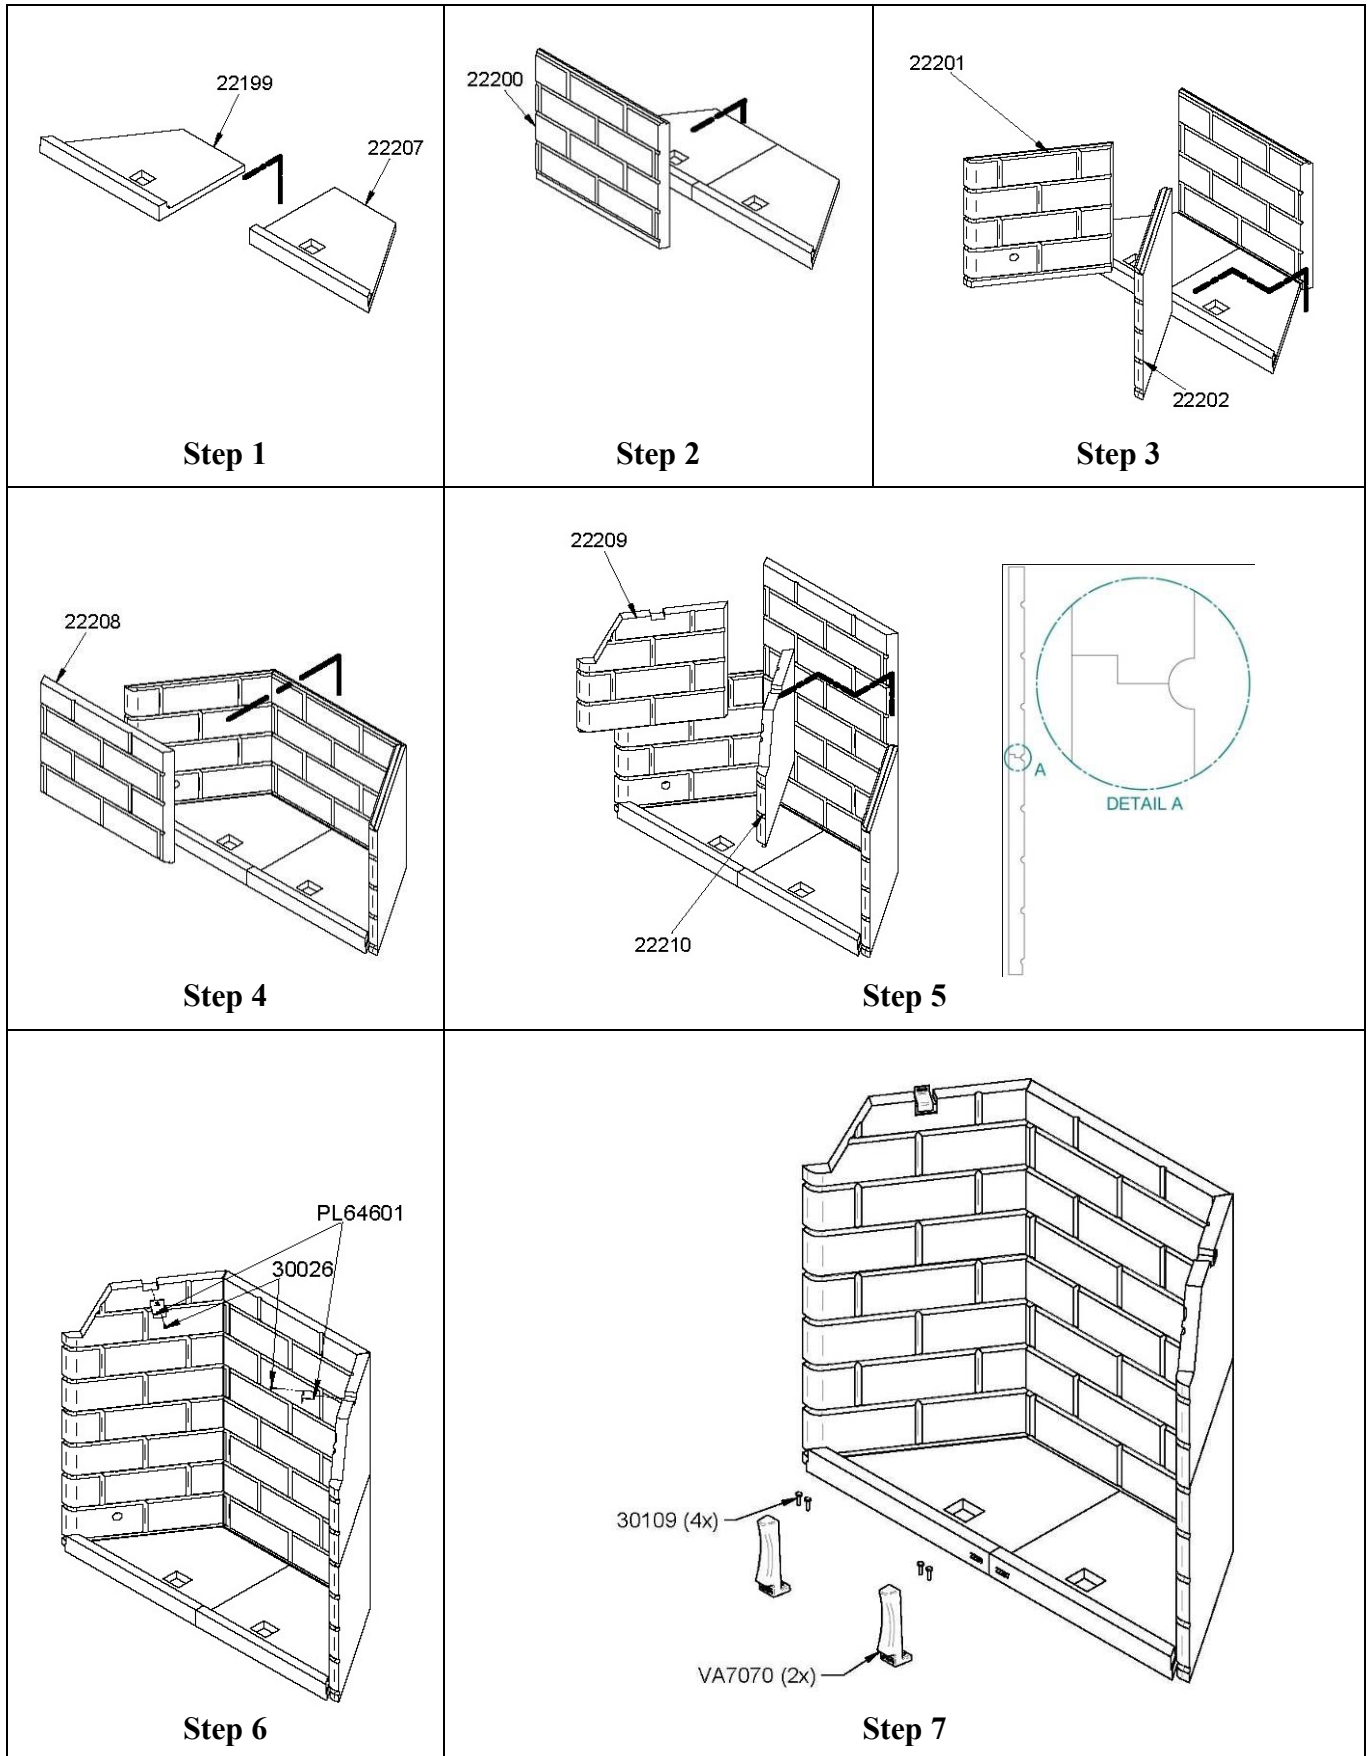 22199
22207
Step 1
22200
Step 2
22201
22202
Step 3
22208
Step 4
22209
22210
A
DETAIL A
Step 5
PL64601
30026
Step 6
30109 (4x)
VA7070 (2x)
Step 7